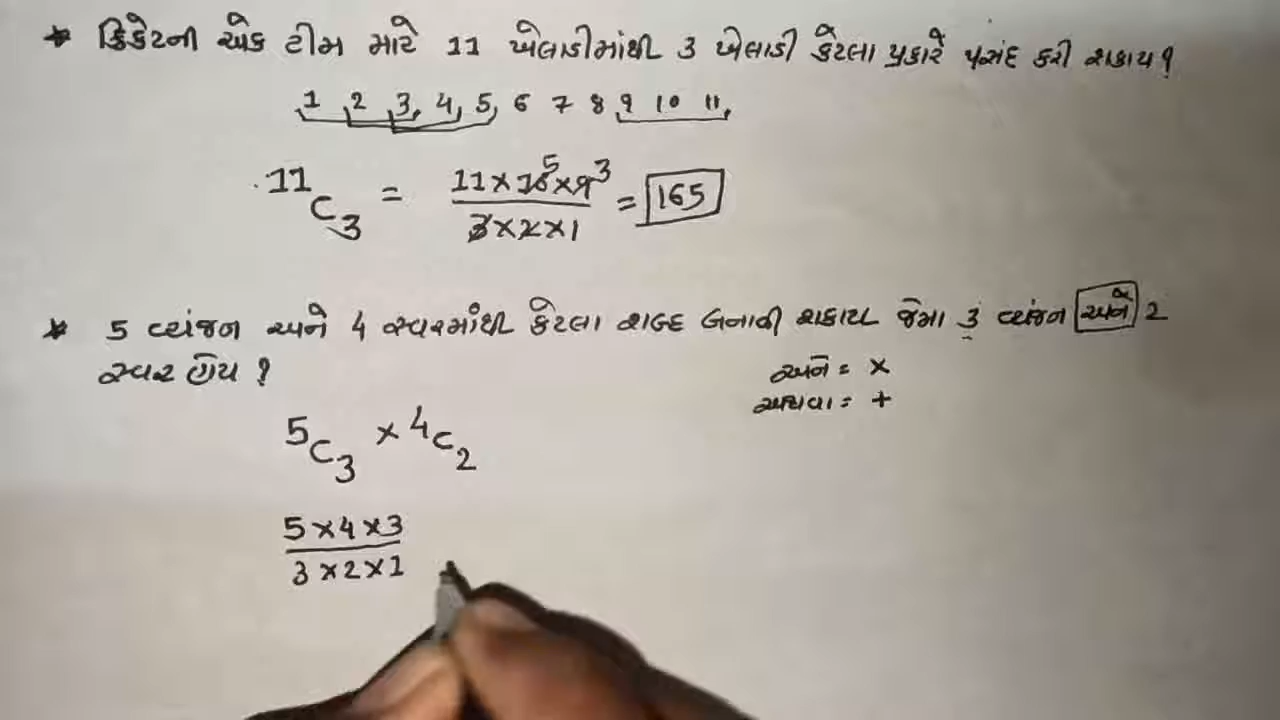 * ક્રિકેટની એક ટીમ માટે 11 ખેલાડીમાંથી 3 ખેલાડી કેટલા પ્રકારે પસંદ કરી શકાય ?
1 2 3, 4, 5, 6 7 8 9 10 11,
¹¹C₃ = 11×10⁵×9³ / 3×2×1 = 165
* 5 વ્યંજન અને 4 સ્વરમાંથી કેટલા શબ્દ બનાવી શકાય જેમા 3 વ્યંજન અને 2
સ્વર હોય ?
અને = ×
અથવા = +
⁵C₃ × ⁴C₂
5×4×3
3×2×1